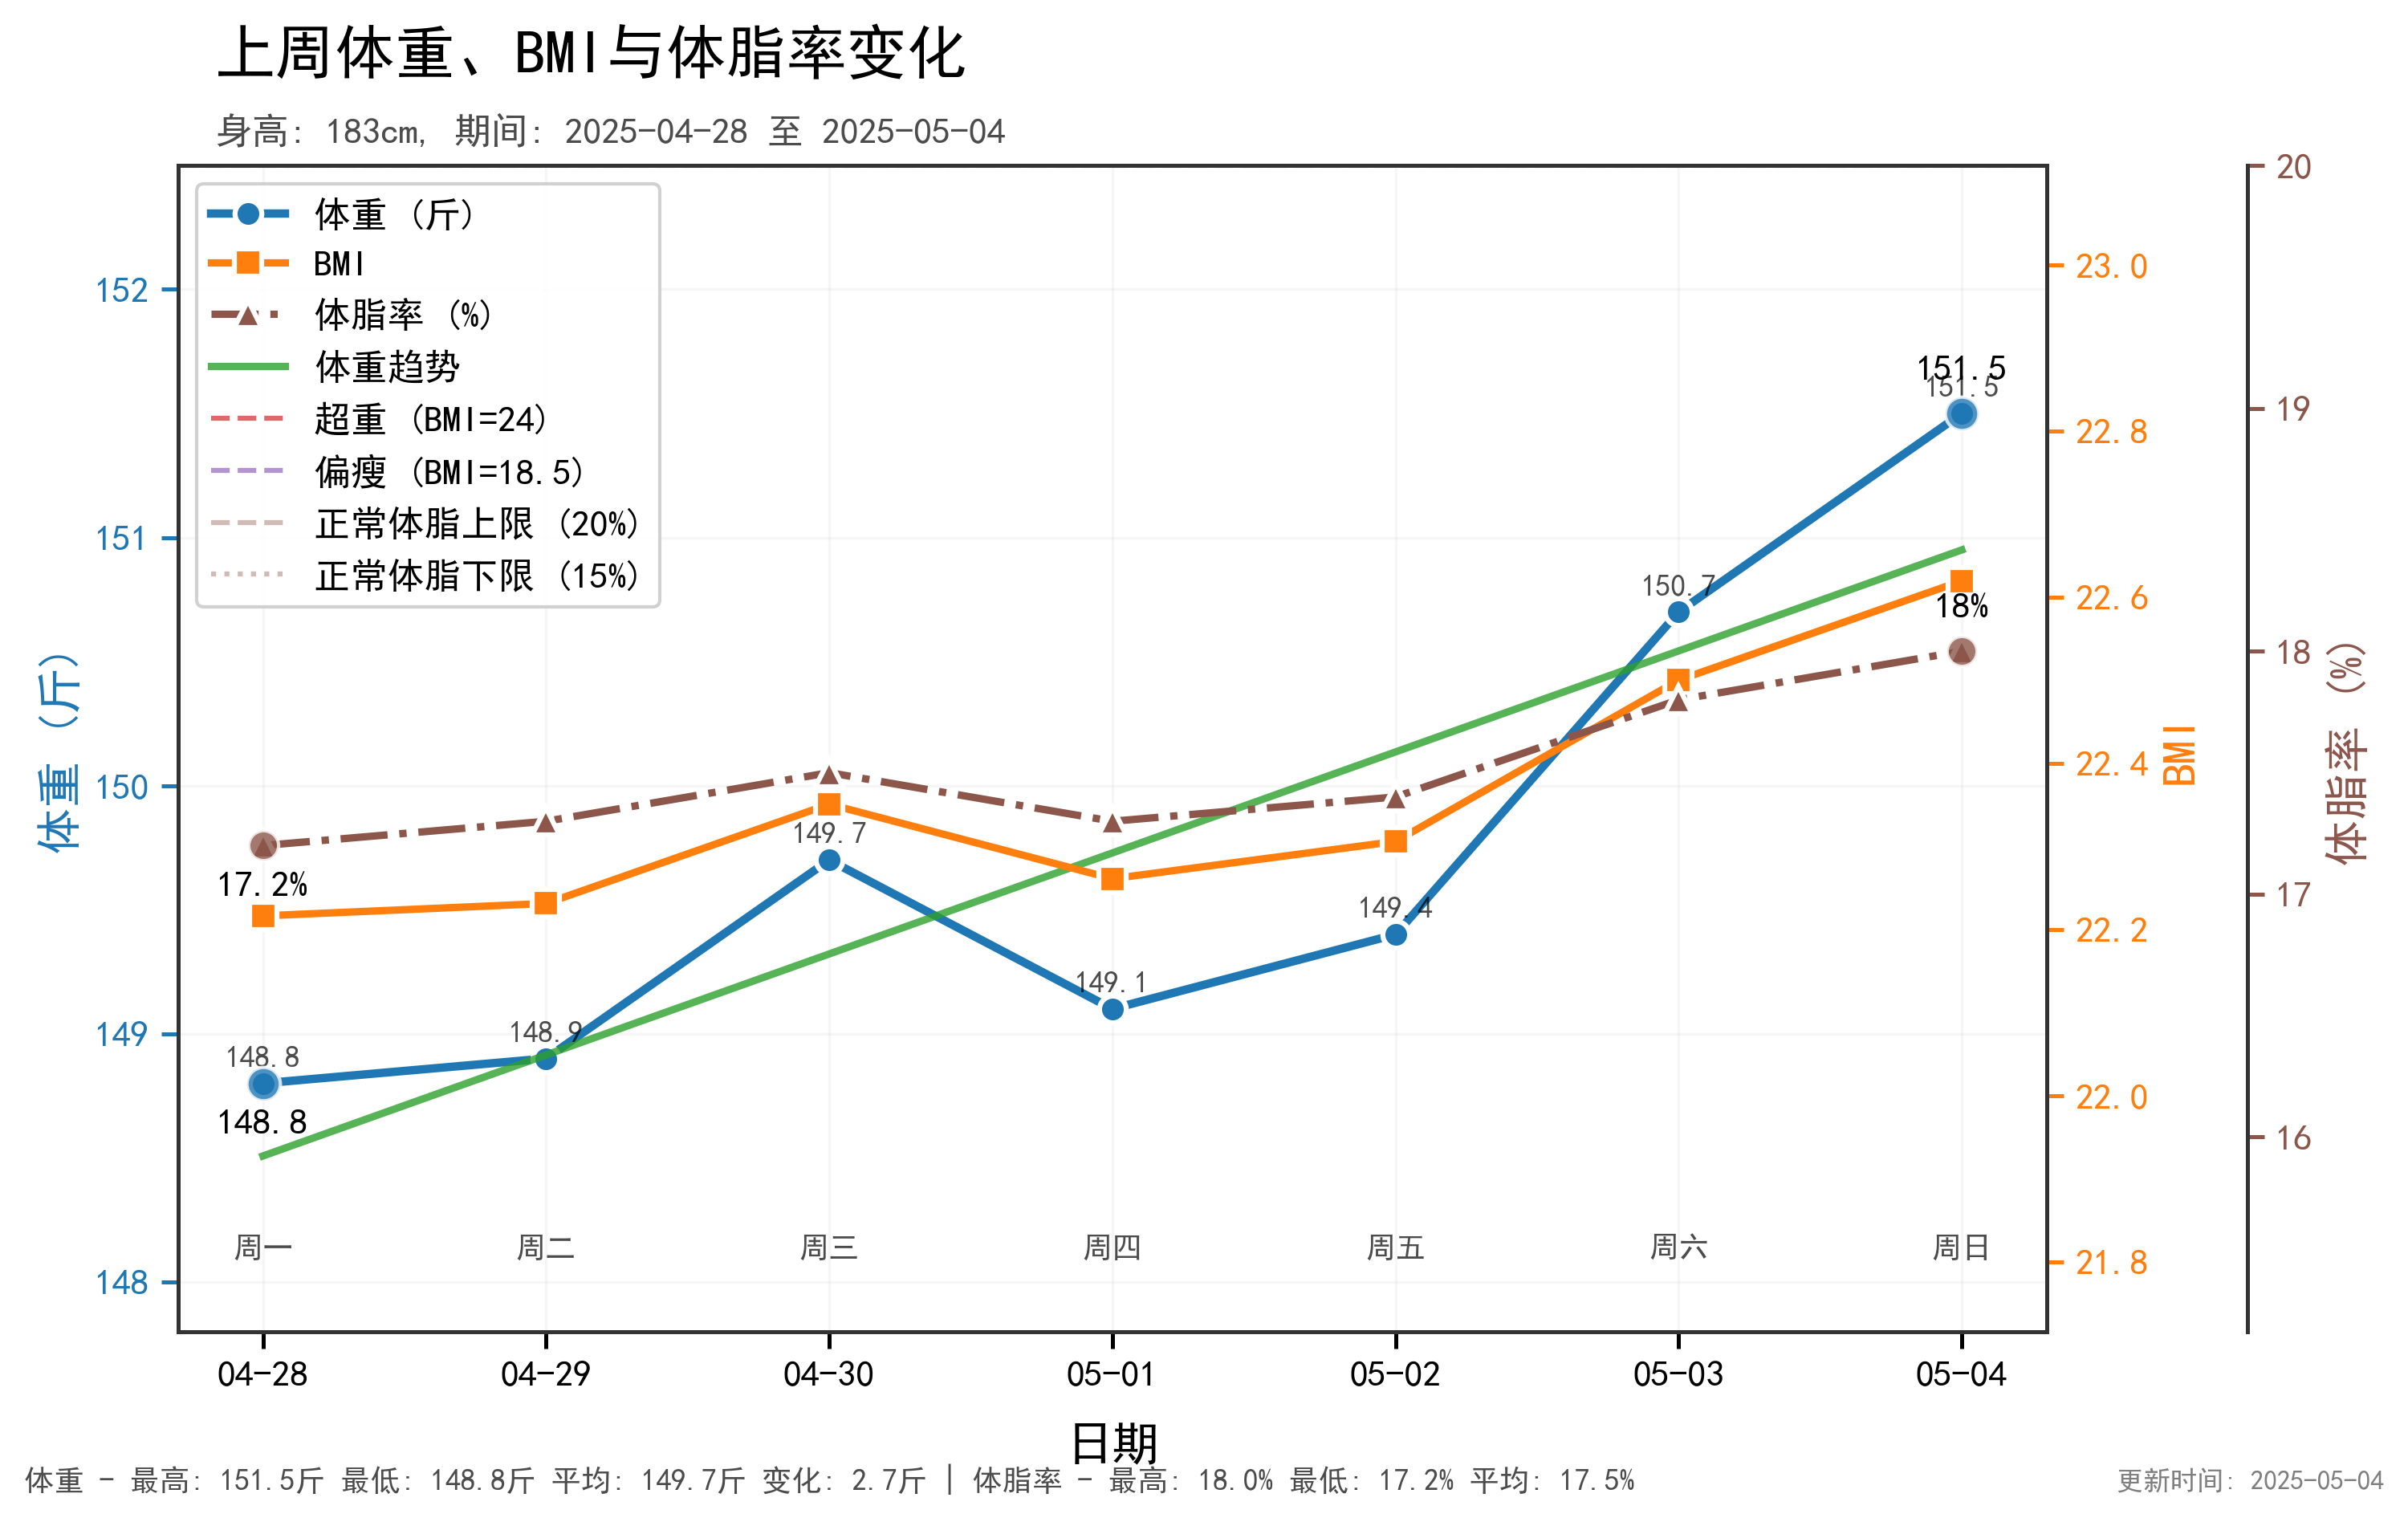 上周体重、BMI与体脂率变化
身高: 183cm, 期间: 2025-04-28 至 2025-05-04
体重 (斤)
BMI
体脂率 (%)
体重趋势
超重 (BMI=24)
偏瘦 (BMI=18.5)
正常体脂上限 (20%)
正常体脂下限 (15%)
体重 (斤)
152
151
150
149
148
148.8
148.8
148.9
149.7
149.1
149.4
150.7
151.5
151.5
17.2%
18%
周一
周二
周三
周四
周五
周六
周日
04-28
04-29
04-30
05-01
05-02
05-03
05-04
日期
23.0
22.8
22.6
22.4
22.2
22.0
21.8
BMI
20
19
18
17
16
体脂率 (%)
体重 - 最高: 151.5斤 最低: 148.8斤 平均: 149.7斤 变化: 2.7斤 | 体脂率 - 最高: 18.0% 最低: 17.2% 平均: 17.5%
更新时间: 2025-05-04